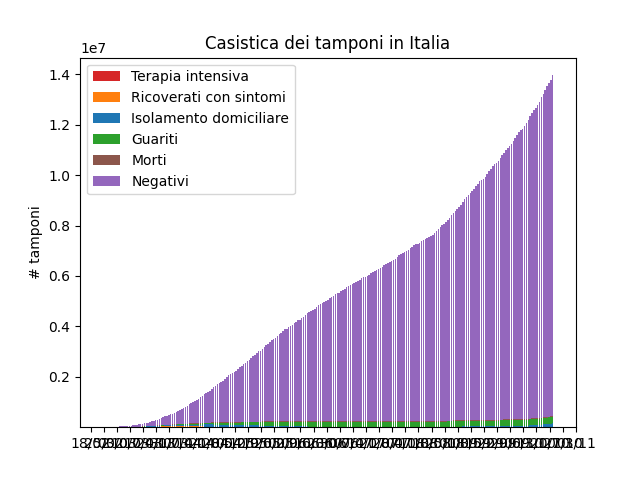 Casistica dei tamponi in Italia
1e7
Terapia intensiva
Ricoverati con sintomi
Isolamento domiciliare
Guariti
Morti
Negativi
# tamponi
1.4
1.2
1.0
0.8
0.6
0.4
0.2